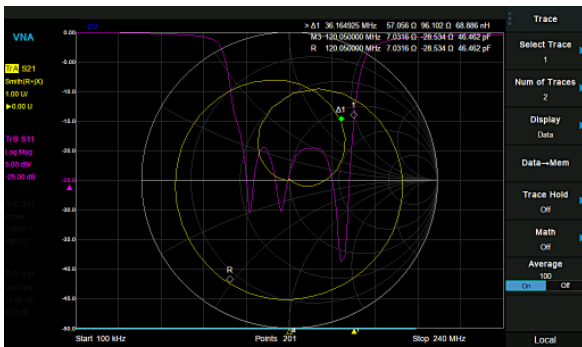 Trace
> Δ1 36.164925 MHz 57.056 Ω 96.102 Ω 68.886 nH
M3 120.050000 MHz 7.0316 Ω -28.534 Ω 46.462 pF
R 120.050000 MHz 7.0316 Ω -28.534 Ω 46.462 pF
VNA
0.00
Select Trace
1
-5.00
TrA S21
Smith(R+jX)
1.00 U/
▶0.00 U
-10.0
Num of Traces
2
-15.0
Δ1
1
Display
Data
TrB S11
Log Mag
5.00 dB/
-25.00 dB
-20.0
Data→Mem
-25.0
Trace Hold
Off
-30.0
-35.0
Math
Off
R
-40.0
Average
100
On Off
-45.0
-50.0
1
Start 100 kHz Points 201 Stop 240 MHz
Local